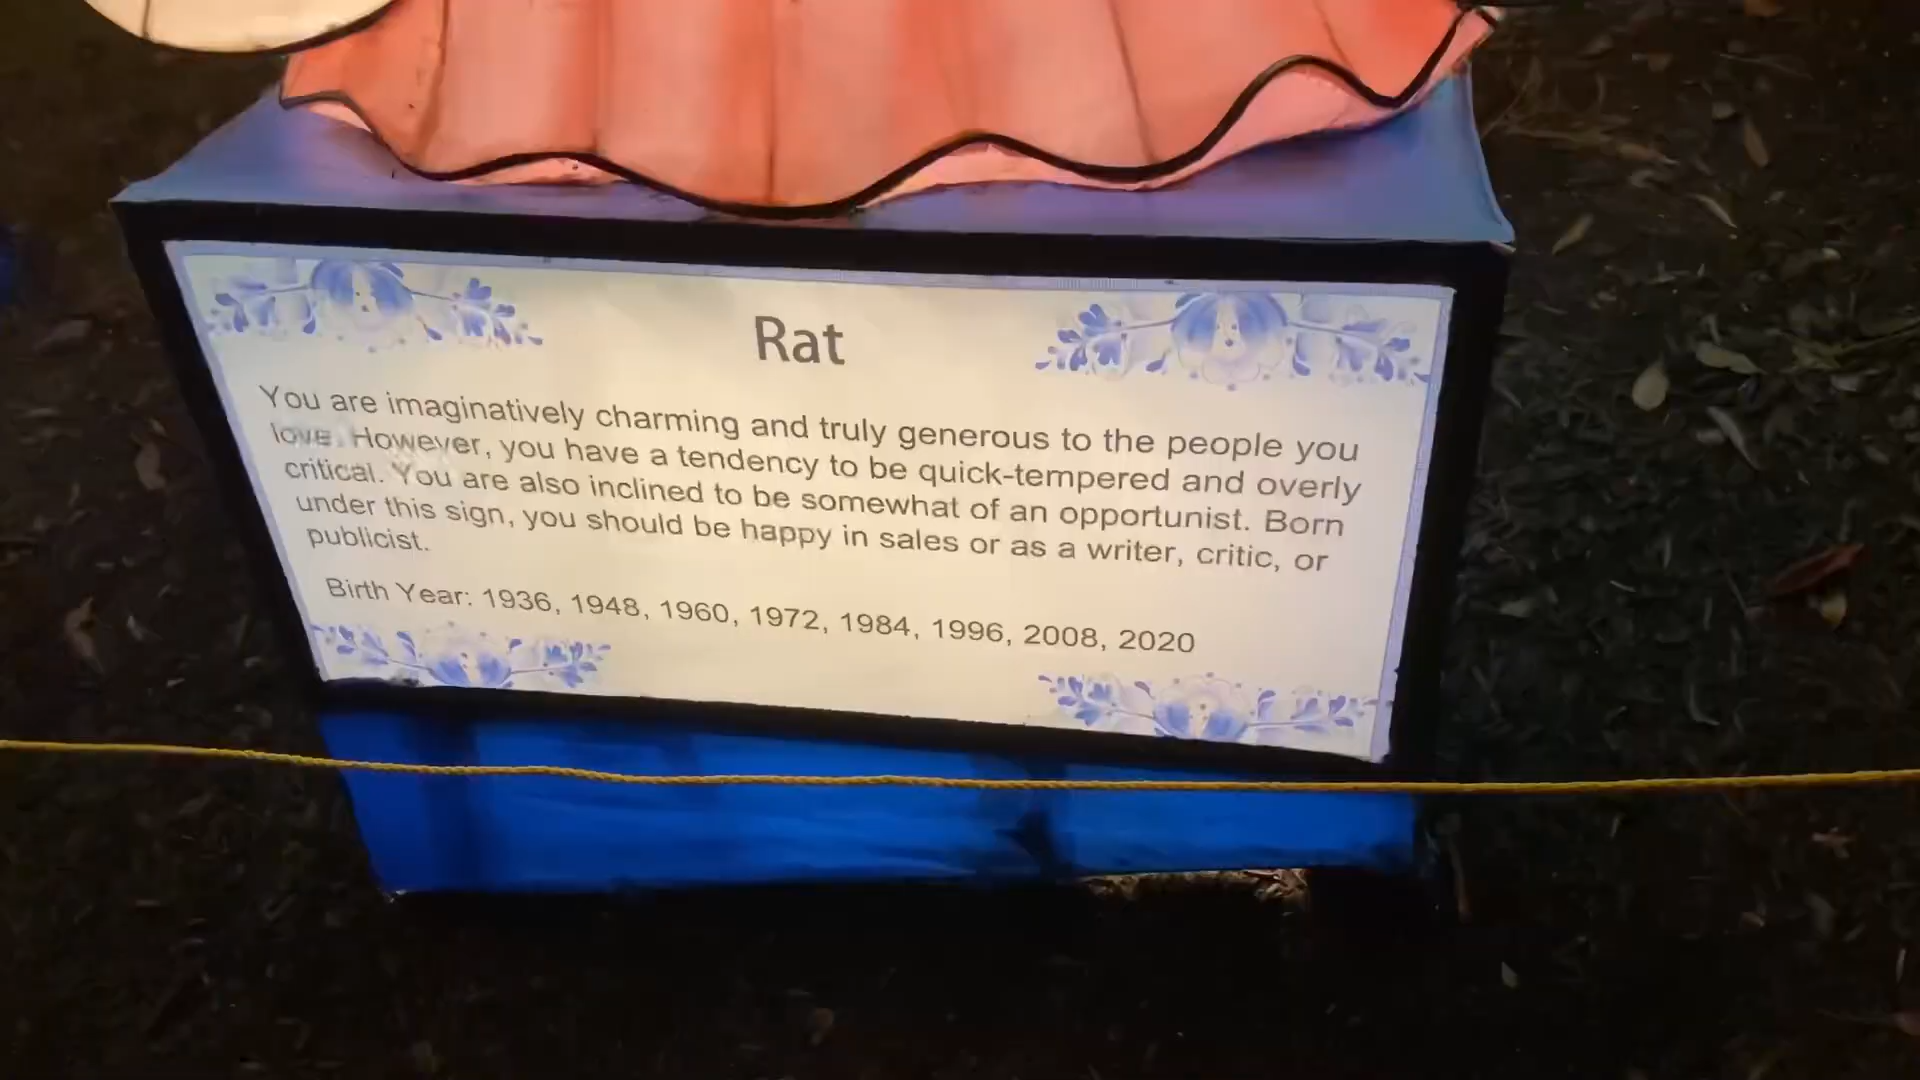 Rat
You are imaginatively charming and truly generous to the people you
love. However, you have a tendency to be quick-tempered and overly
critical. You are also inclined to be somewhat of an opportunist. Born
under this sign, you should be happy in sales or as a writer, critic, or
publicist.
Birth Year: 1936, 1948, 1960, 1972, 1984, 1996, 2008, 2020